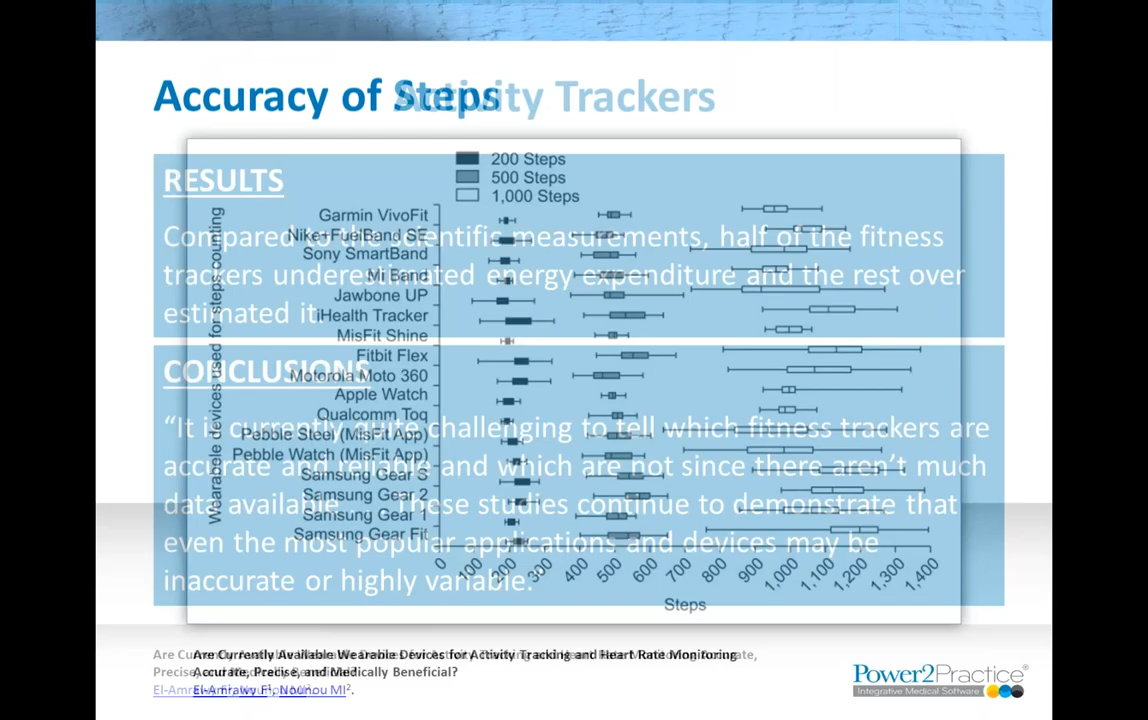 Accuracy of Steps
Activity Trackers
200 Steps
500 Steps
1,000 Steps
RESULTS
Compared to the scientific measurements, half of the fitness
trackers underestimated energy expenditure and the rest over
estimated it.
CONCLUSIONS
“It is currently quite challenging to tell which fitness trackers are
accurate and reliable and which are not since there aren’t much
data available
“These studies continue to demonstrate that
even the most popular applications and devices may be
inaccurate or highly variable.”
Wearabele devices used for steps counting
Garmin VivoFit
Nike+FuelBand SE
Sony SmartBand
Mi Band
Jawbone UP
iHealth Tracker
MisFit Shine
Fitbit Flex
Motorola Moto 360
Apple Watch
Qualcomm Toq
Pebble Steel (MisFit App)
Pebble Watch (MisFit App)
Samsung Gear S
Samsung Gear 2
Samsung Gear 1
Samsung Gear Fit
0 100 200 300 400 500 600 700 800 900 1,000 1,100 1,200 1,300 1,400
Steps
Are Currently Available Wearable Devices for Activity Tracking and Heart Rate Monitoring
Accurate, Precise, and Medically Beneficial?
El-Amrawy F1, Nounou MI2.
Power2Practice®
Integrative Medical Software